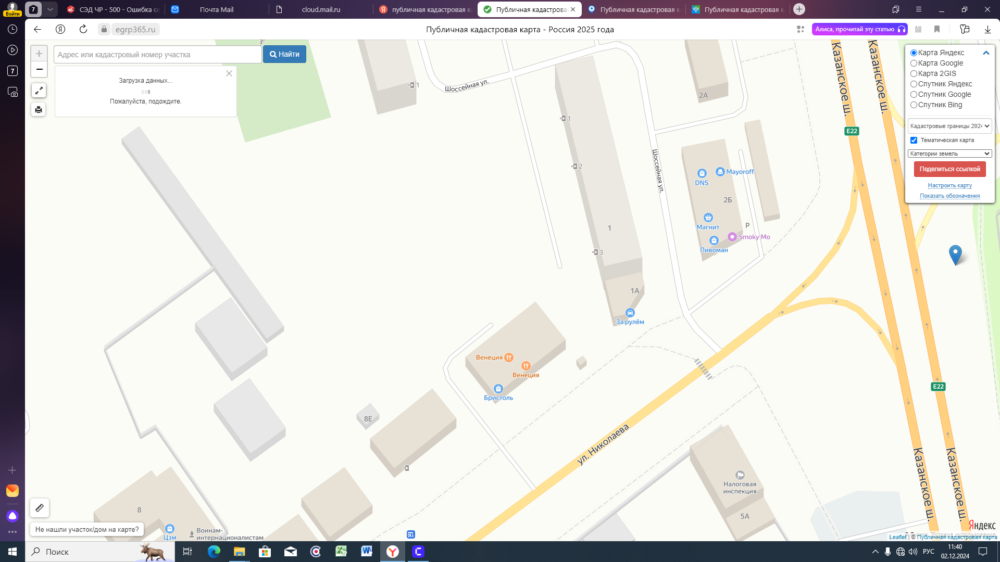 Войти
7
СЭД ЧР - 500 - Ошибка се
Почта Mail
cloud.mail.ru
публичная кадастровая к
Публичная кадастрова
Публичная кадастровая к
Публичная кадастровая к
egrp365.ru
Публичная кадастровая карта - Россия 2025 года
Алиса, прочитай эту статью
7
Адрес или кадастровый номер участка
Найти
Загрузка данных...
Пожалуйста, подождите.
Карта Яндекс
Карта Google
Карта 2GIS
Спутник Яндекс
Спутник Google
Спутник Bing
Кадастровые границы 2024
Тематическая карта
Категории земель
Поделиться ссылкой
Настроить карту
Показать обозначения
Шоссейная ул.
Шоссейная ул.
Казанское ш.
Казанское ш.
E22
1
2А
1
2
DNS
Mayoroff
2Б
Магнит
P
Smoky Mo
Пивоман
1
3
1А
За рулём
Венеция
Венеция
Бристоль
E22
8Е
ул. Николаева
Казанское ш.
Казанское ш.
Налоговая
инспекция
5А
8
Цзм
Воинам-
интернационалистам
Не нашли участок/дом на карте?
Яндекс
Условия использования
Leaflet | © Публичная кадастровая карта
Поиск
РУС
11:40
02.12.2024